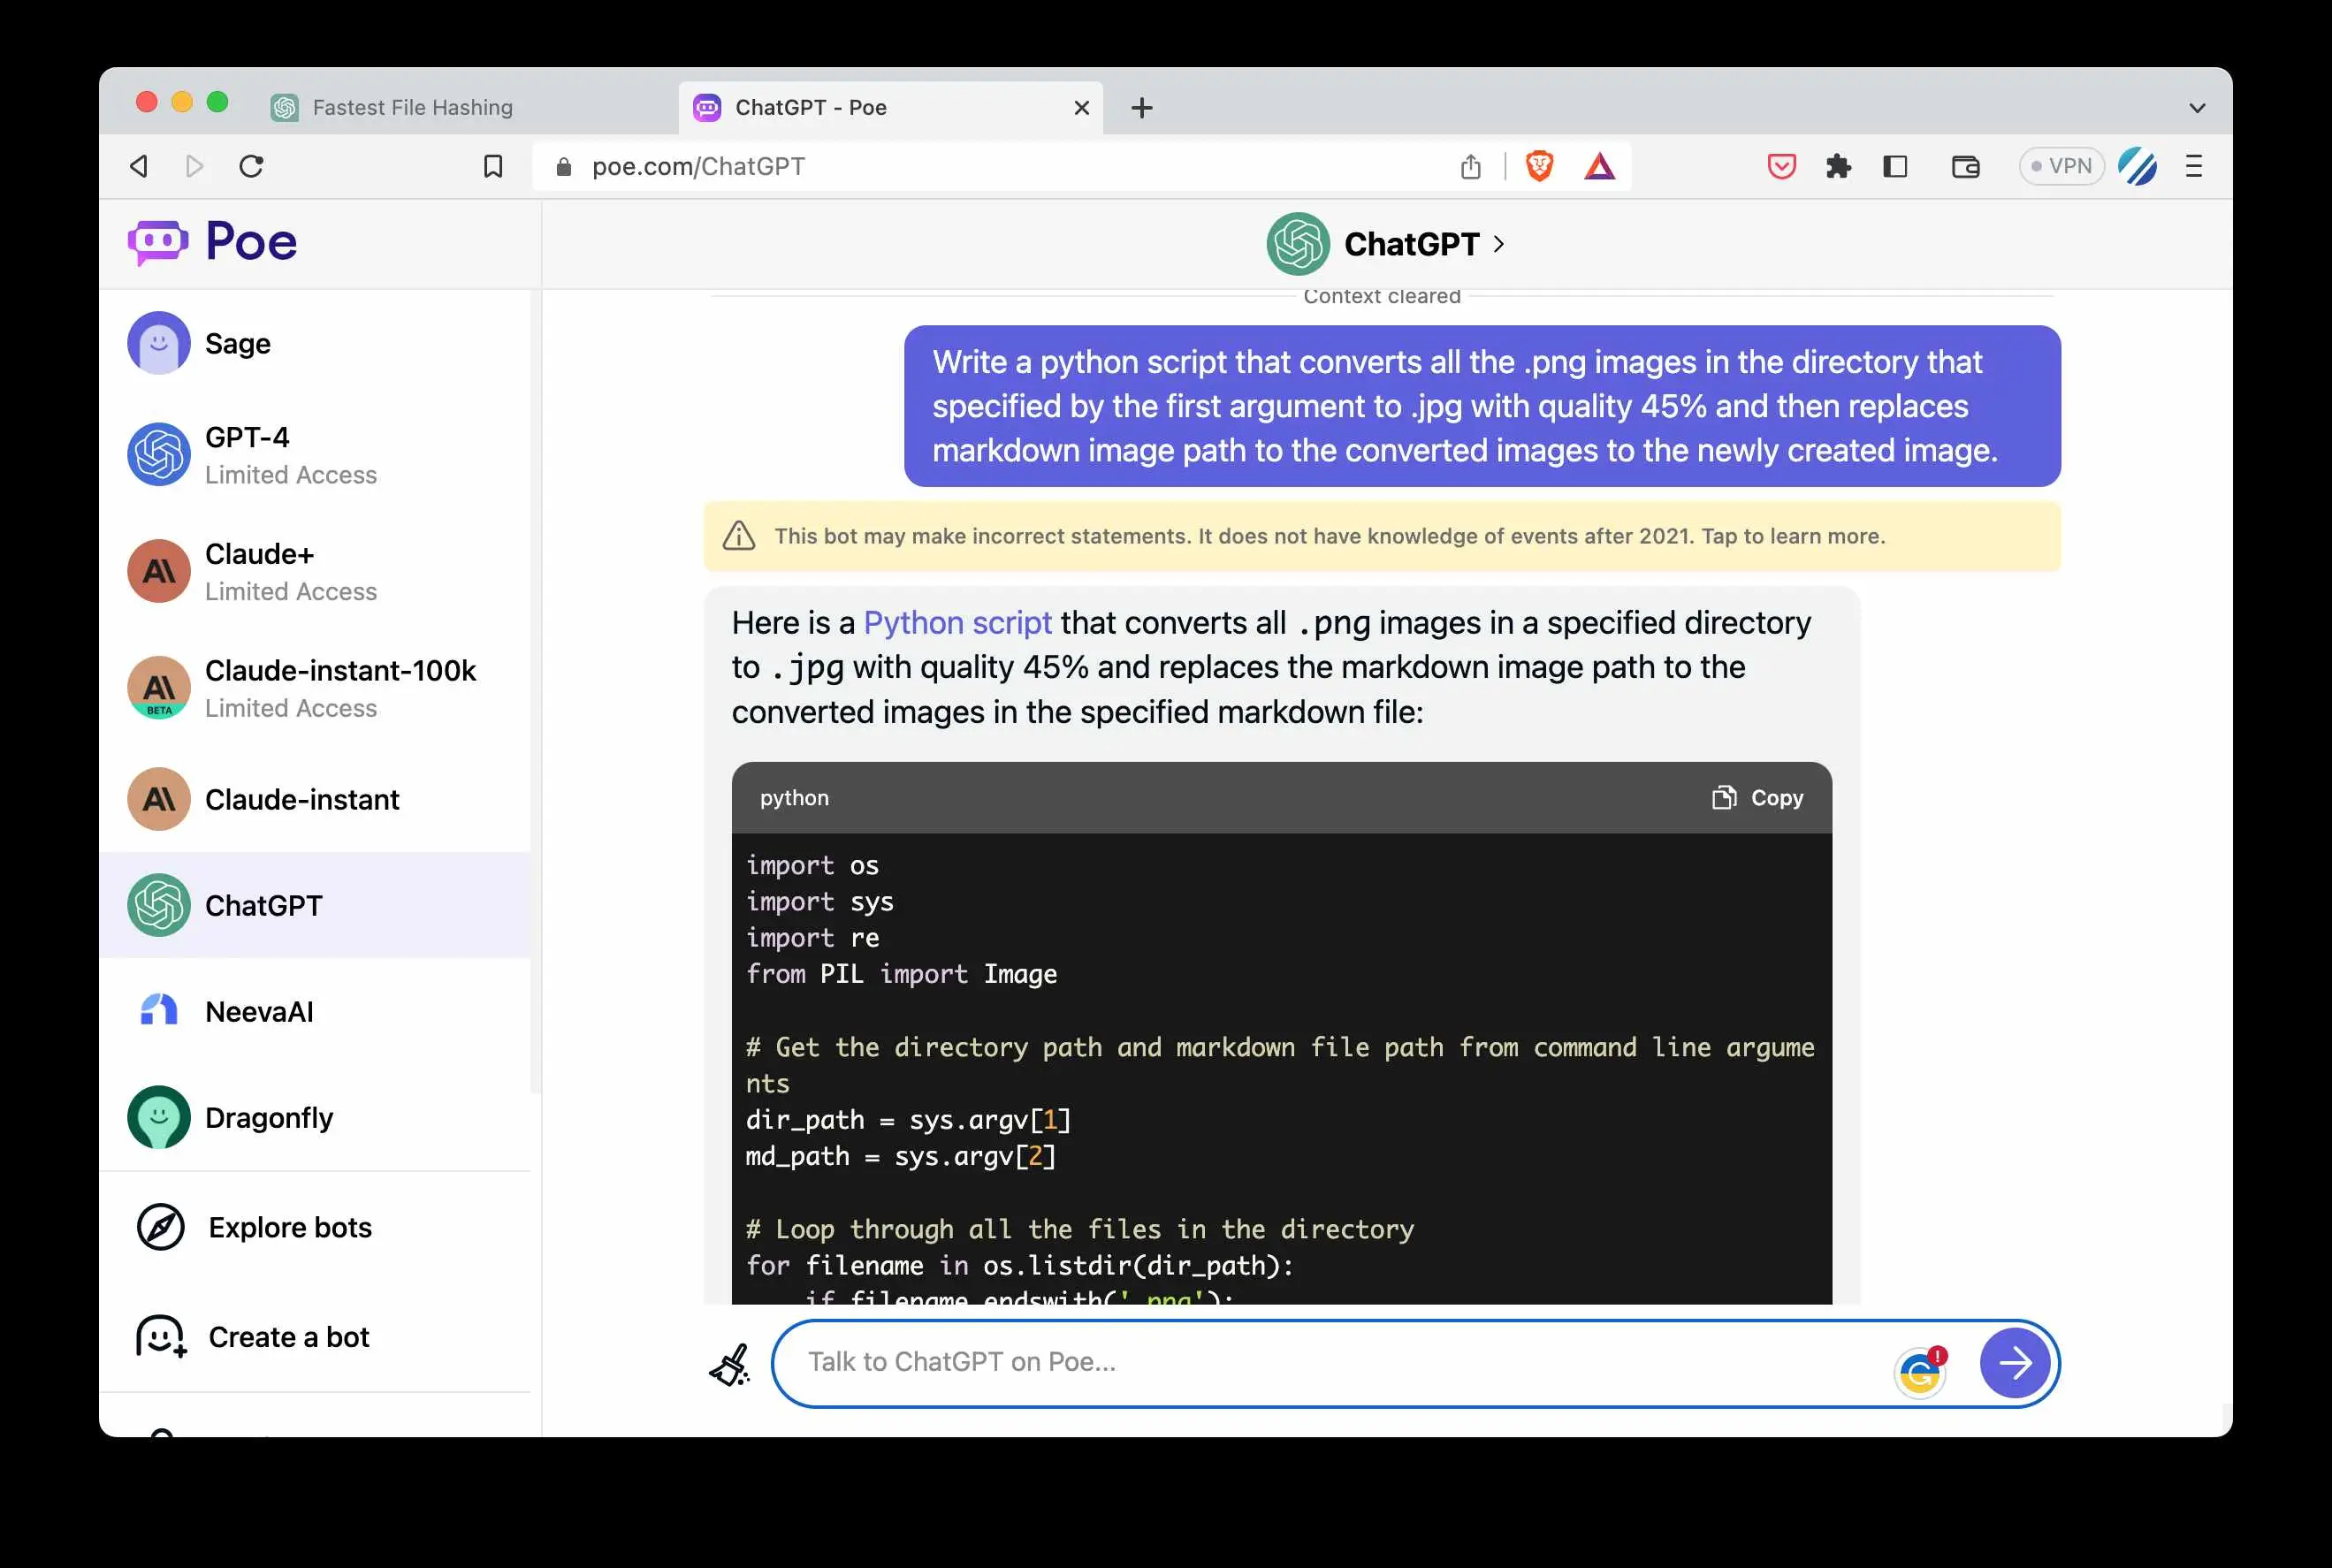 Fastest File Hashing
ChatGPT - Poe
poe.com/ChatGPT
VPN
Poe
ChatGPT
Sage
GPT-4
Limited Access
Claude+
Limited Access
Claude-instant-100k
BETA
Limited Access
Claude-instant
ChatGPT
NeevaAI
Dragonfly
Explore bots
Create a bot
Context cleared
Write a python script that converts all the .png images in the directory that
specified by the first argument to .jpg with quality 45% and then replaces
markdown image path to the converted images to the newly created image.
This bot may make incorrect statements. It does not have knowledge of events after 2021. Tap to learn more.
Here is a Python script that converts all .png images in a specified directory
to .jpg with quality 45% and replaces the markdown image path to the
converted images in the specified markdown file:
python
Copy
import os
import sys
import re
from PIL import Image
# Get the directory path and markdown file path from command line argume
nts
dir_path = sys.argv[1]
md_path = sys.argv[2]
# Loop through all the files in the directory
for filename in os.listdir(dir_path):
if filename.endswith('.png'):
Talk to ChatGPT on Poe...